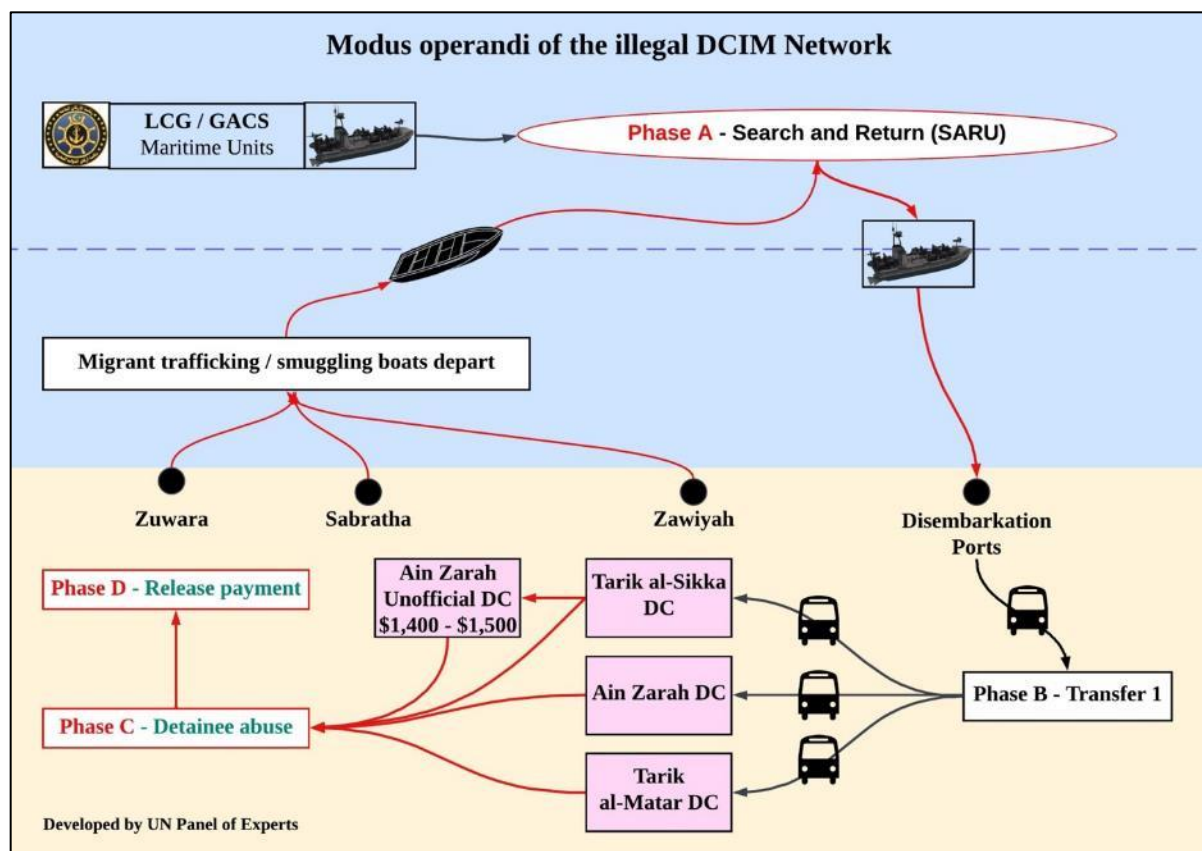 Modus operandi of the illegal DCIM Network
LCG / GACS
Maritime Units
Phase A - Search and Return (SARU)
Migrant trafficking / smuggling boats depart
Zuwara
Sabratha
Zawiyah
Disembarkation
Ports
Phase D - Release payment
Ain Zarah
Unofficial DC
$1,400 - $1,500
Tarik al-Sikka
DC
Ain Zarah DC
Phase B - Transfer 1
Phase C - Detainee abuse
Tarik
al-Matar DC
Developed by UN Panel of Experts